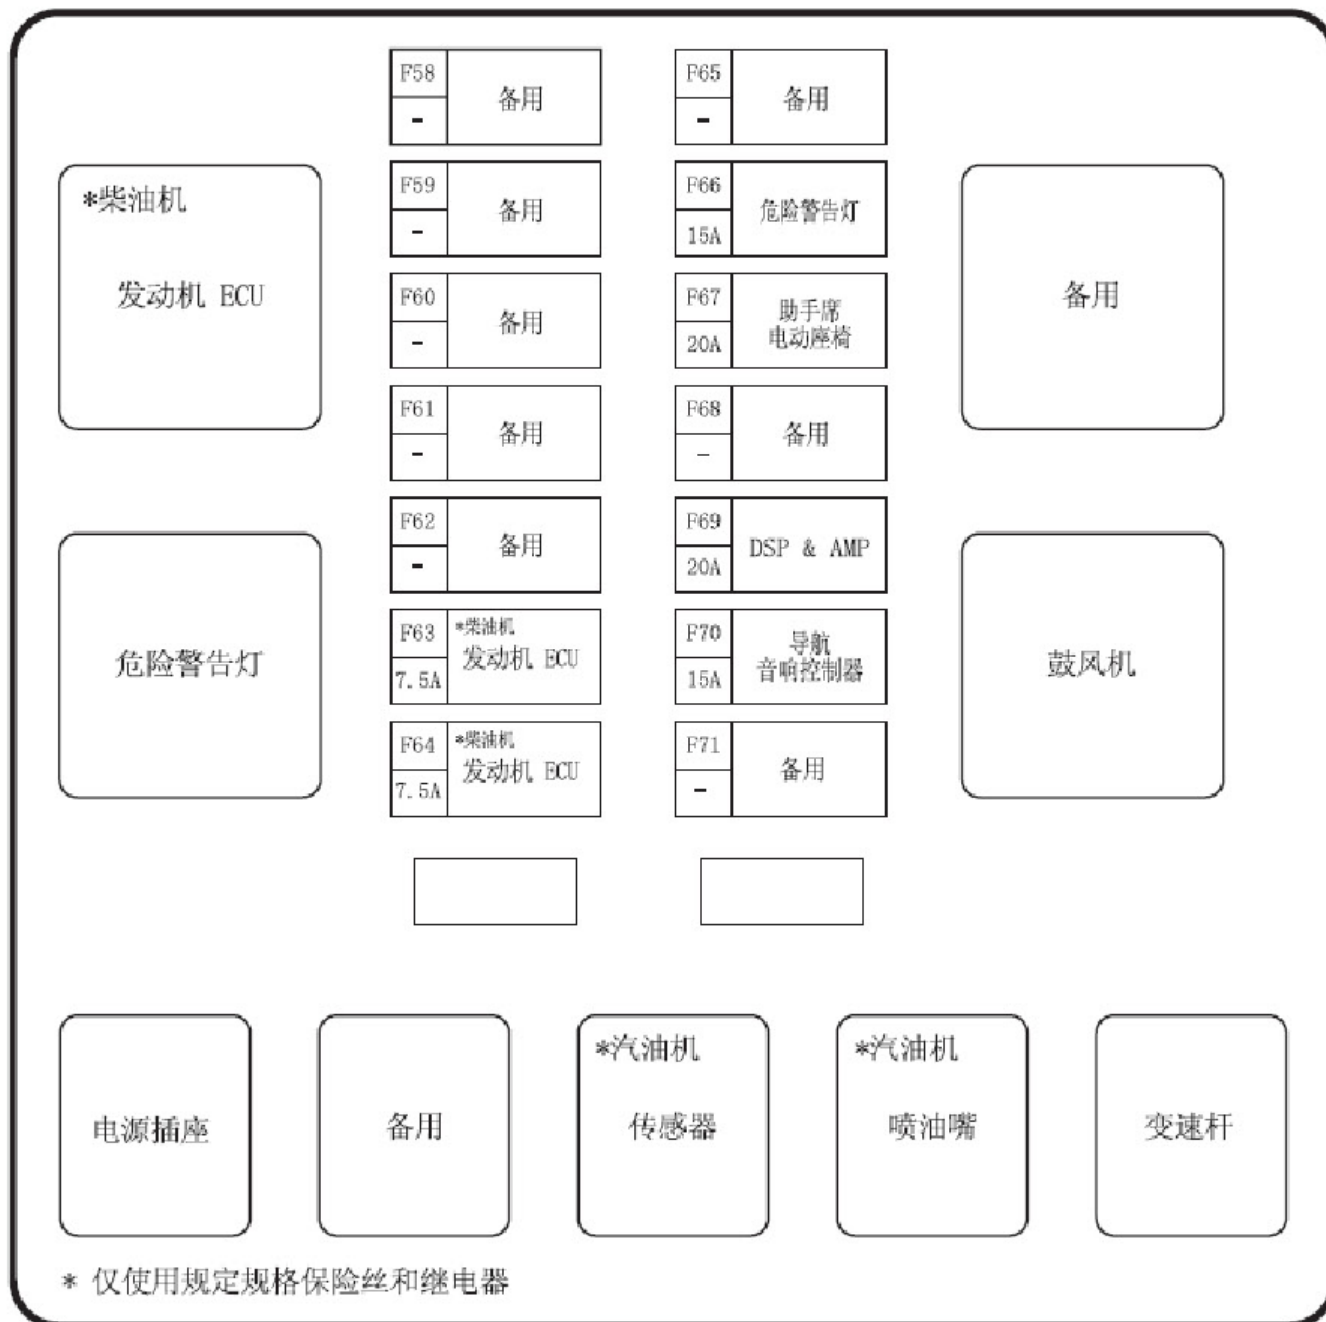 F58
-
备用
F59
-
备用
F60
-
备用
F61
-
备用
F62
-
备用
F63
7.5A
*柴油机
发动机 ECU
F64
7.5A
*柴油机
发动机 ECU
F65
-
备用
F66
15A
危险警告灯
F67
20A
助手席
电动座椅
F68
-
备用
F69
20A
DSP & AMP
F70
15A
导航
音响控制器
F71
-
备用
*柴油机
发动机 ECU
备用
危险警告灯
鼓风机
电源插座
备用
*汽油机
传感器
*汽油机
喷油嘴
变速杆
* 仅使用规定规格保险丝和继电器